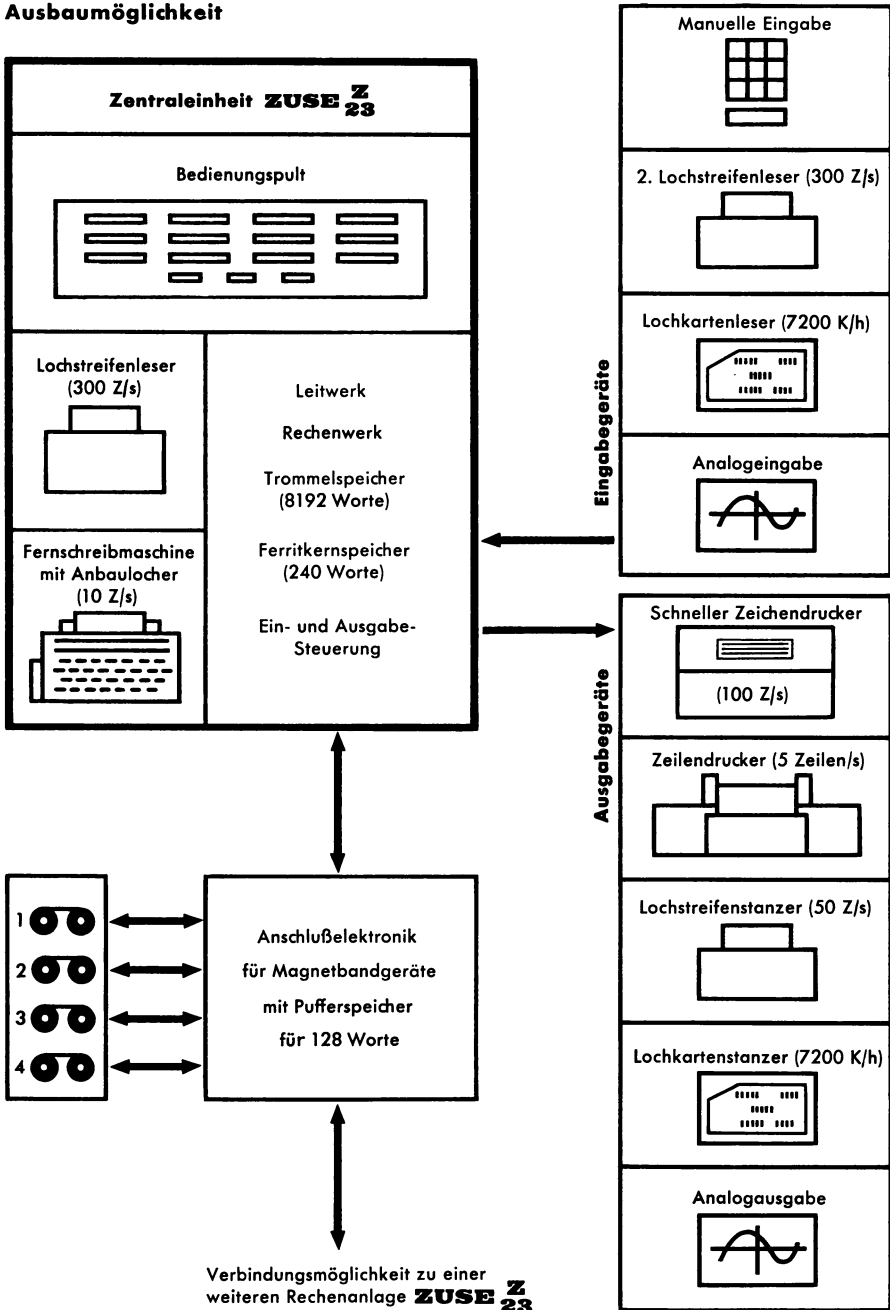 Ausbaumöglichkeit
Zentraleinheit ZUSE Z 23
Bedienungspult
Lochstreifenleser
(300 Z/s)
Fernschreibmaschine
mit Anbaulocher
(10 Z/s)
Leitwerk
Rechenwerk
Trommelspeicher
(8192 Worte)
Ferritkernspeicher
(240 Worte)
Ein- und Ausgabe-
Steuerung
Eingabegeräte
Manuelle Eingabe
2. Lochstreifenleser (300 Z/s)
Lochkartenleser (7200 K/h)
Analogeingabe
Ausgabegeräte
Schneller Zeichendrucker
(100 Z/s)
Zeilendrucker (5 Zeilen/s)
Lochstreifenstanzer (50 Z/s)
Lochkartenstanzer (7200 K/h)
Analogausgabe
1
2
3
4
Anschlußelektronik
für Magnetbandgeräte
mit Pufferspeicher
für 128 Worte
Verbindungsmöglichkeit zu einer
weiteren Rechenanlage ZUSE Z 23